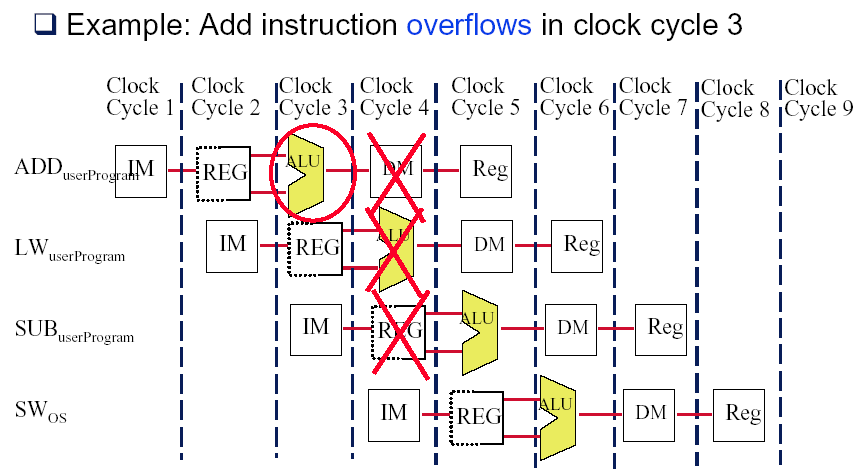 ❑ Example: Add instruction overflows in clock cycle 3
Clock Cycle 1
Clock Cycle 2
Clock Cycle 3
Clock Cycle 4
Clock Cycle 5
Clock Cycle 6
Clock Cycle 7
Clock Cycle 8
Clock Cycle 9
ADDuserProgram IM REG ALU DM Reg
LWuserProgram IM REG ALU DM Reg
SUBuserProgram IM REG ALU DM Reg
SWOS IM REG ALU DM Reg